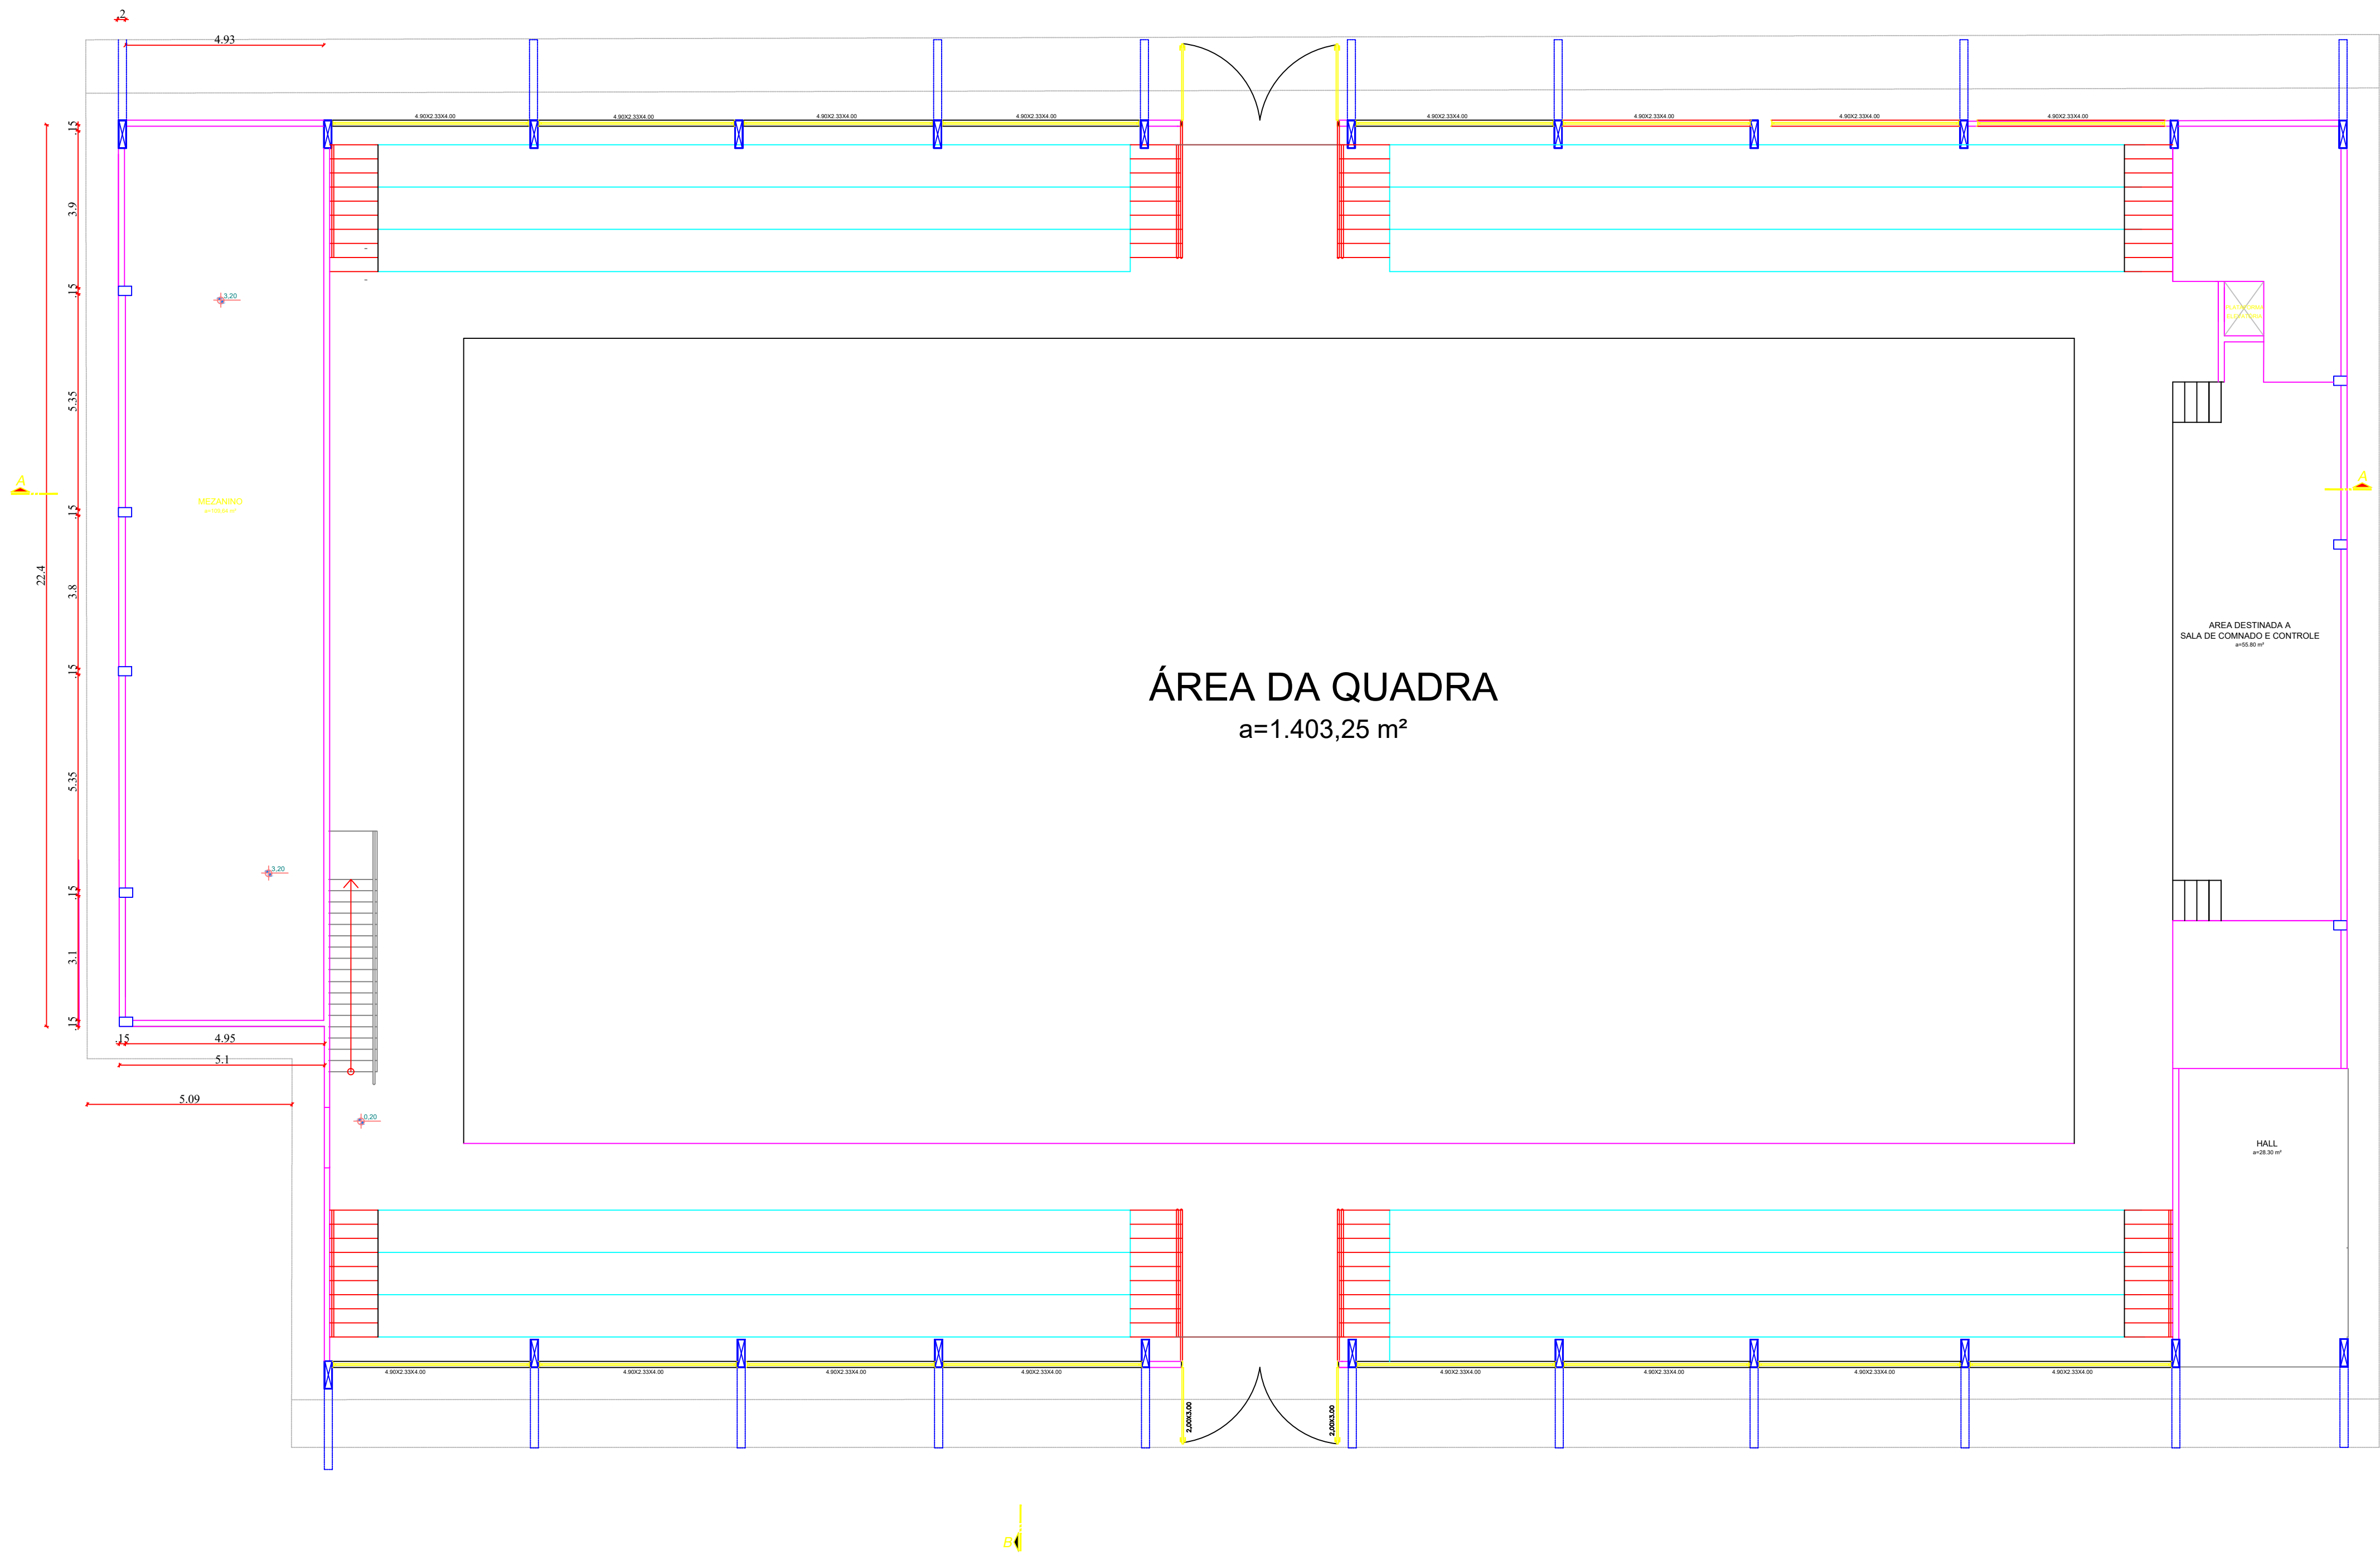 .2
4.93
4.90X2.33X4.00
4.90X2.33X4.00
4.90X2.33X4.00
4.90X2.33X4.00
4.90X2.33X4.00
4.90X2.33X4.00
4.90X2.33X4.00
4.90X2.33X4.00
.15
3.9
.15
3,20
5.35
A
A
MEZANINO
.15
22.4
3.8
AREA DESTINADA A
SALA DE COMNADO E CONTROLE
a=55.80 m²
.15
ÁREA DA QUADRA
a=1.403,25 m²
5.35
3,20
.15
3.1
.15
.15
4.95
5.1
5.09
0,20
HALL
a=28.30 m²
4.90X2.33X4.00
4.90X2.33X4.00
4.90X2.33X4.00
4.90X2.33X4.00
4.90X2.33X4.00
4.90X2.33X4.00
4.90X2.33X4.00
4.90X2.33X4.00
2,00X3.00
2,00X3.00
B